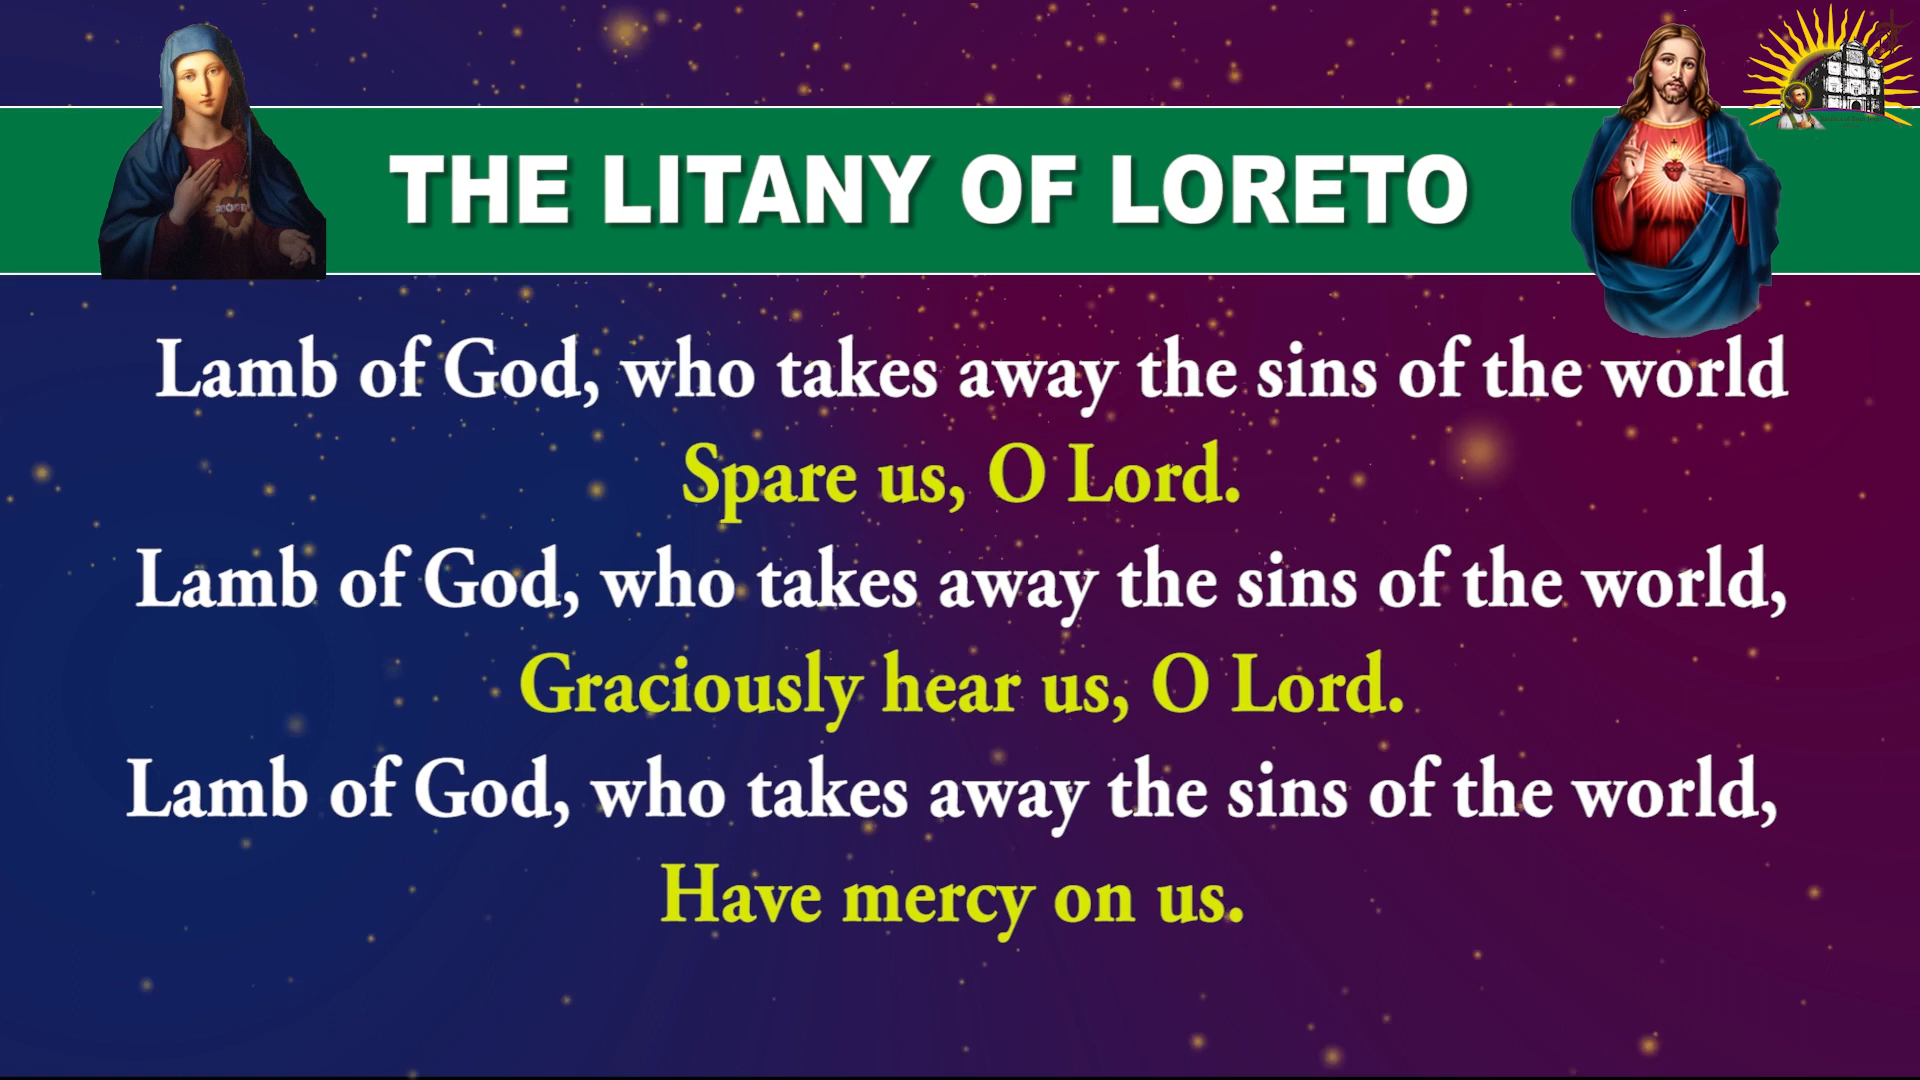 THE LITANY OF LORETO
Lamb of God, who takes away the sins of the world
Spare us, O Lord.
Lamb of God, who takes away the sins of the world,
Graciously hear us, O Lord.
Lamb of God, who takes away the sins of the world,
Have mercy on us.